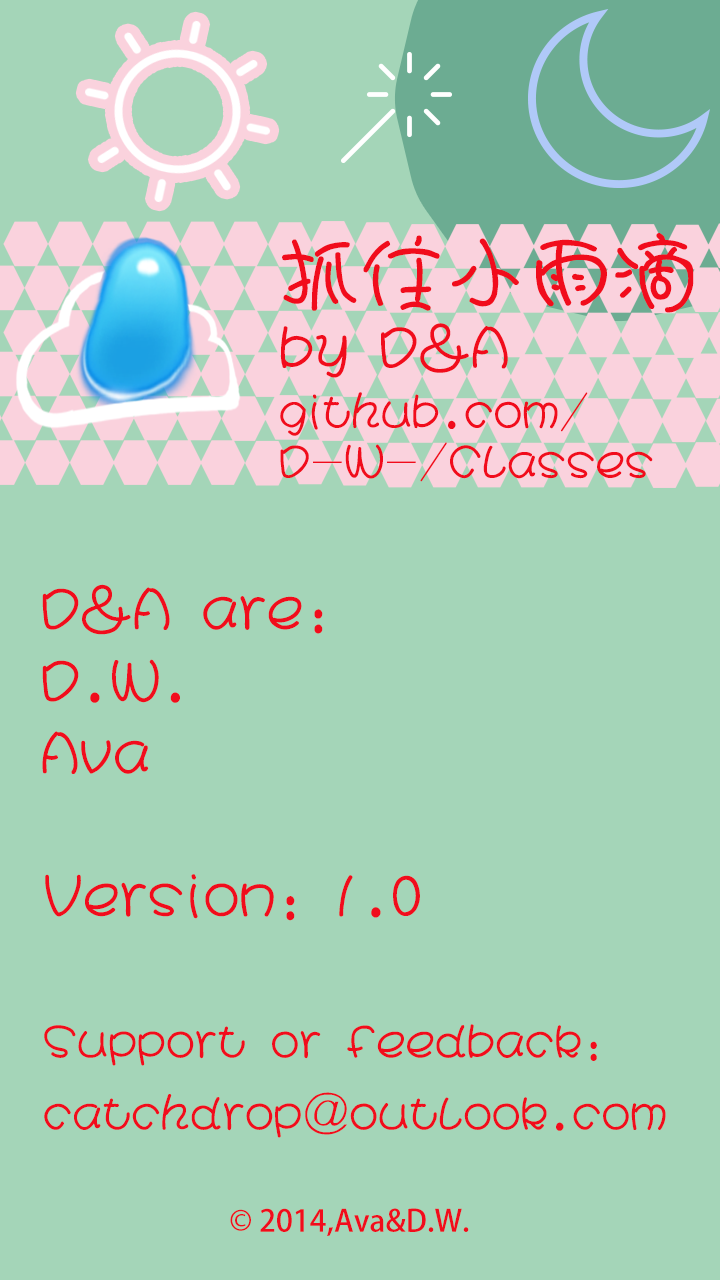 抓住小雨滴
by D&A
github.com/
D-W-/Classes
D&A are:
D.W.
Ava
Version: 1.0
Support or feedback:
catchdrop@outlook.com
© 2014,Ava&D.W.